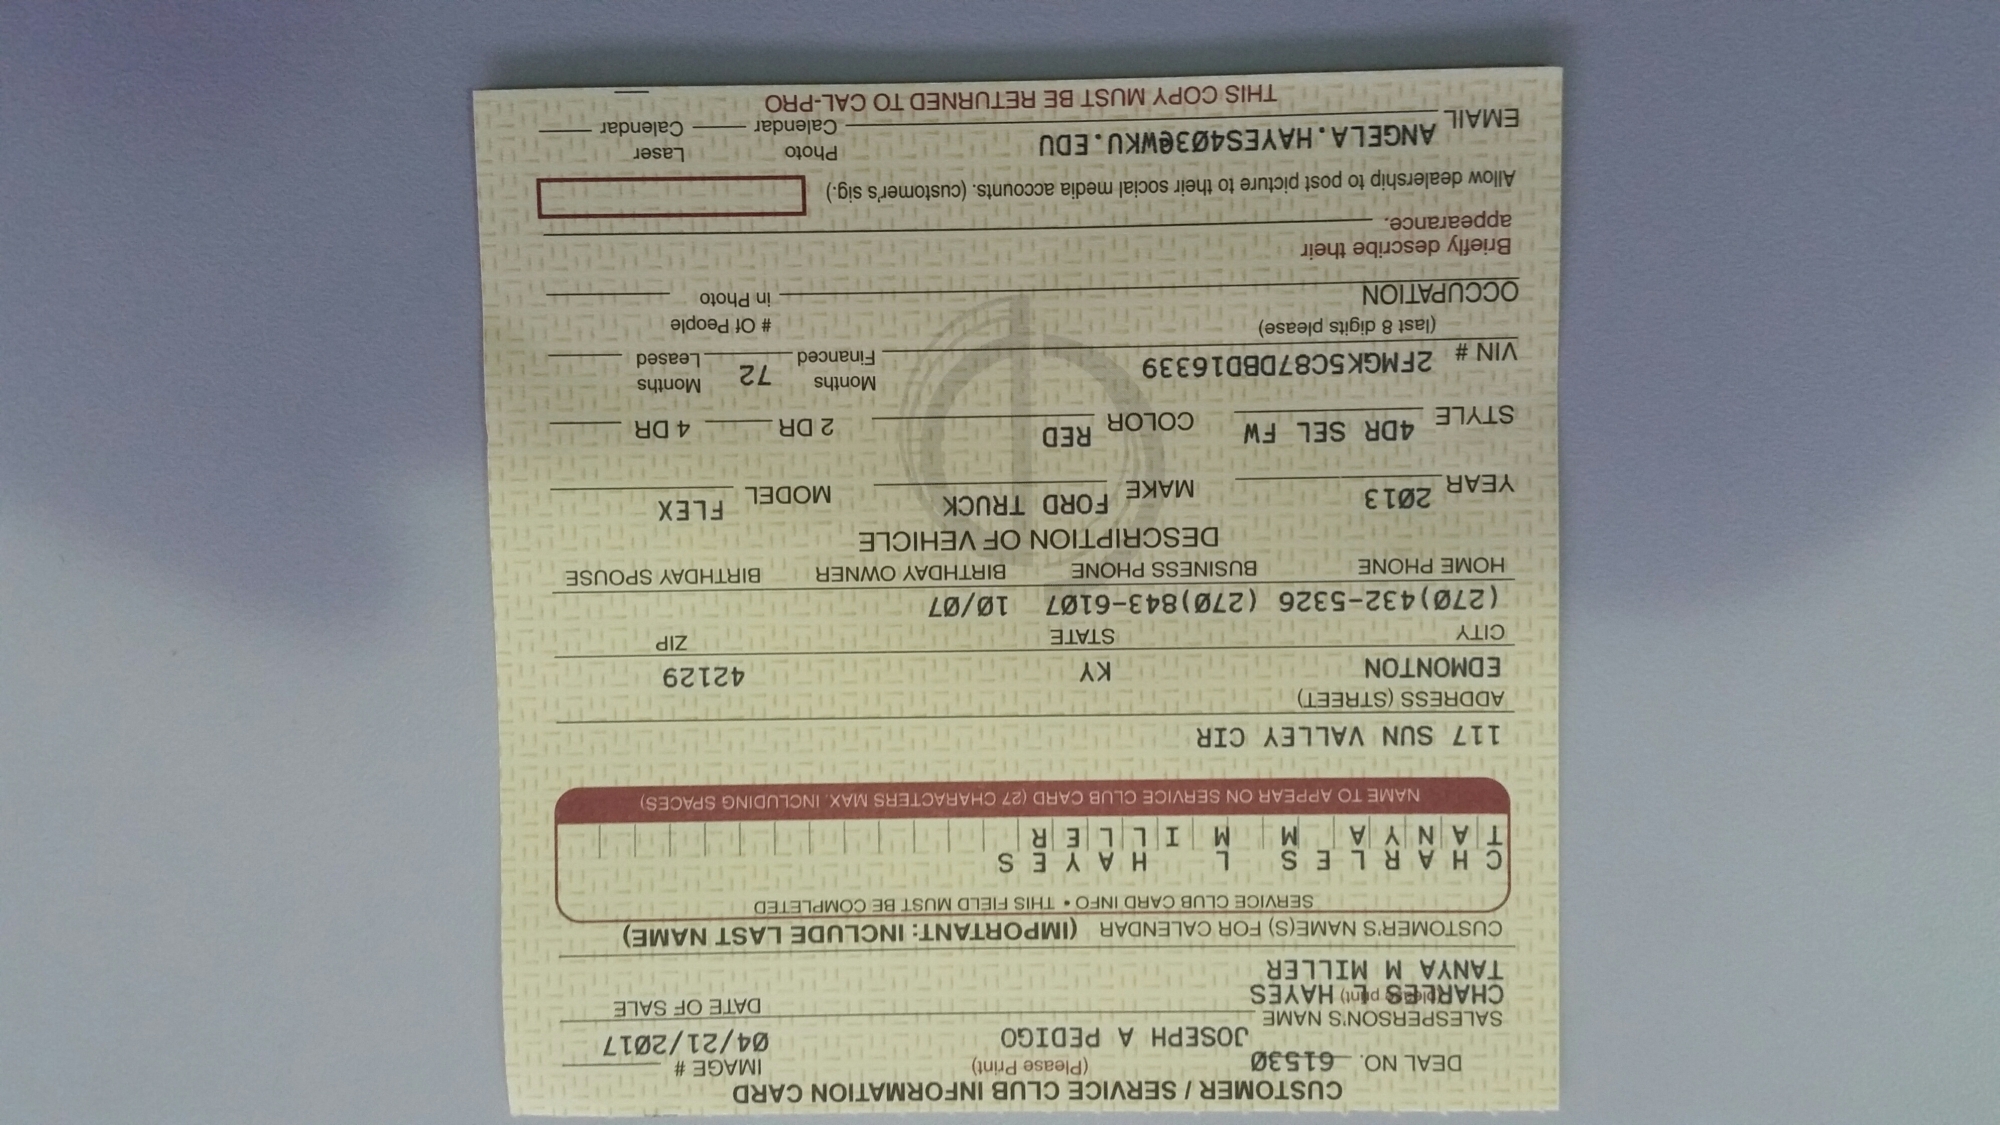 CUSTOMER / SERVICE CLUB INFORMATION CARD
DEAL NO. 61530 (Please Print) IMAGE #
JOSEPH A PEDIGO 04/21/2017
SALESPERSON'S NAME DATE OF SALE
CHARLES L HAYES (please print)
TANYA M MILLER
CUSTOMER'S NAME(S) FOR CALENDAR (IMPORTANT: INCLUDE LAST NAME)
SERVICE CLUB CARD INFO • THIS FIELD MUST BE COMPLETED
CHARLES L HAYES
TANYA M MILLER
NAME TO APPEAR ON SERVICE CLUB CARD (27 CHARACTERS MAX. INCLUDING SPACES)
117 SUN VALLEY CIR
ADDRESS (STREET)
EDMONTON KY 42129
CITY STATE ZIP
(270)432-5326 (270)843-6107 10/07
HOME PHONE BUSINESS PHONE BIRTHDAY OWNER BIRTHDAY SPOUSE
DESCRIPTION OF VEHICLE
YEAR 2013 MAKE FORD TRUCK MODEL FLEX
STYLE 4DR SEL FW COLOR RED 2 DR 4 DR
VIN # 2FMGK5C87DBD16339 Months Financed 72 Months Leased
(last 8 digits please)
OCCUPATION # Of People in Photo
Briefly describe their
appearance.
Allow dealership to post picture to their social media accounts. (customer's sig.)
EMAIL ANGELA.HAYES403@WKU.EDU Photo Calendar Laser Calendar
THIS COPY MUST BE RETURNED TO CAL-PRO